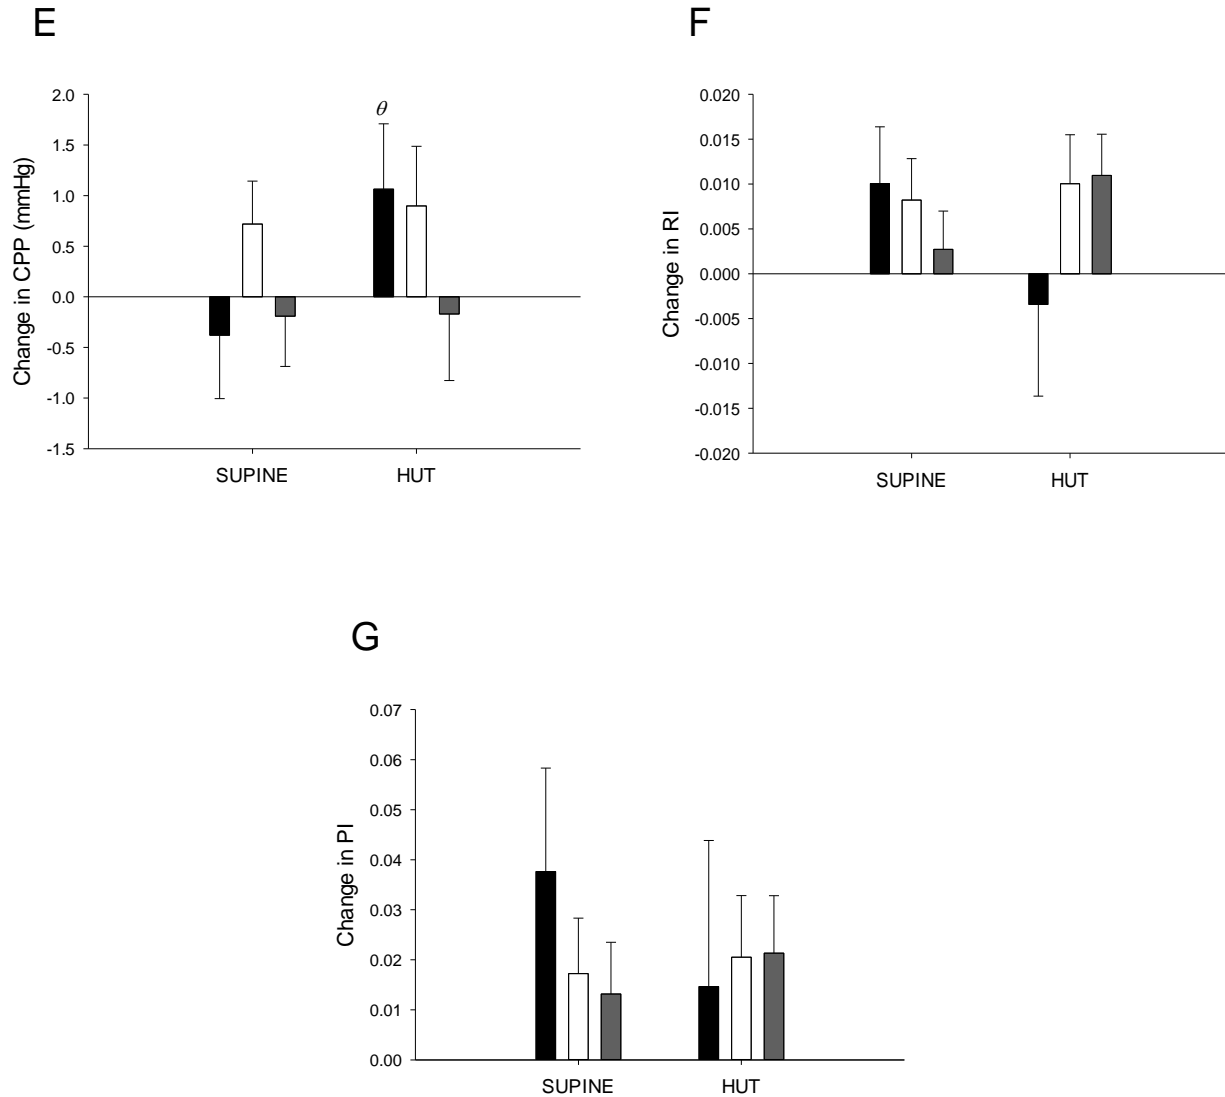 E
F
2.0
1.5
1.0
0.5
0.0
-0.5
-1.0
-1.5
Change in CPP (mmHg)
θ
SUPINE
HUT
0.020
0.015
0.010
0.005
0.000
-0.005
-0.010
-0.015
-0.020
Change in RI
SUPINE
HUT
G
0.07
0.06
0.05
0.04
0.03
0.02
0.01
0.00
Change in PI
SUPINE
HUT